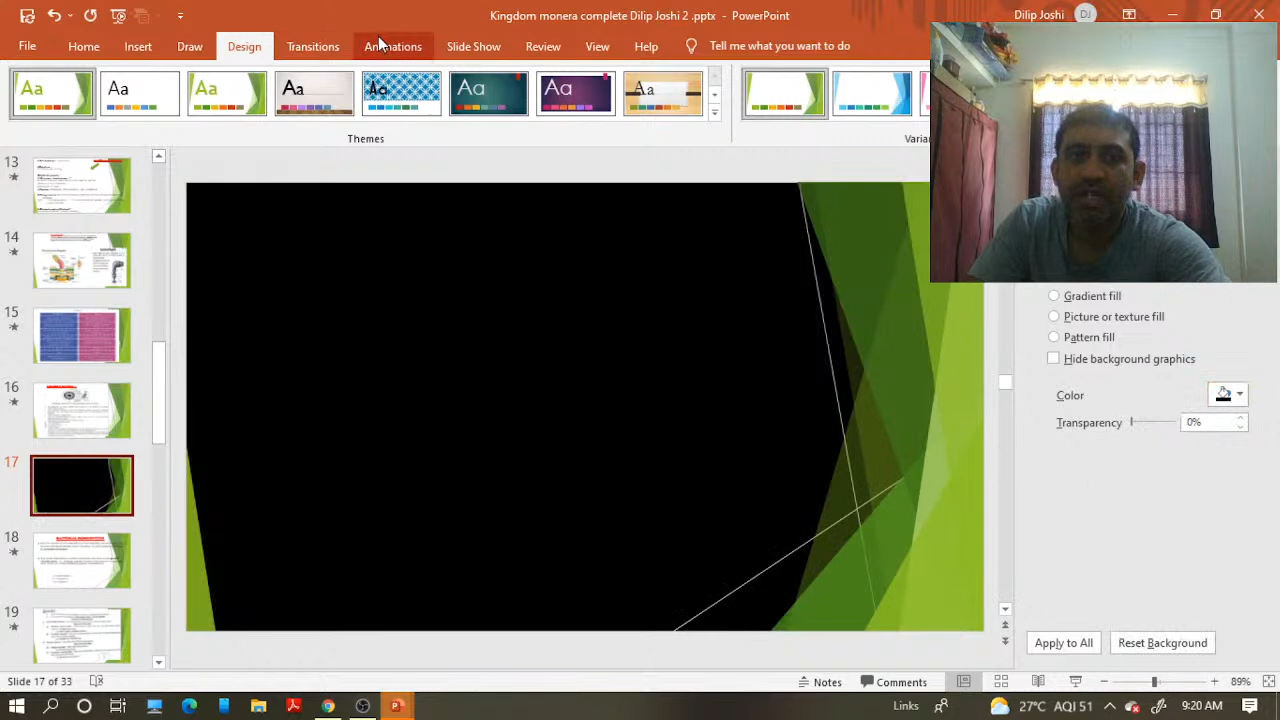 Kingdom monera complete Dilip Joshi 2 .pptx - PowerPoint
Dilip Joshi
DJ
File Home Insert Draw Design Transitions Animations Slide Show Review View Help Tell me what you want to do
Aa Aa Aa Aa Aa Aa Aa Aa
Themes
13
14
15
16
17
18
19
Gradient fill
Picture or texture fill
Pattern fill
Hide background graphics
Color
Transparency 0%
Apply to All Reset Background
Slide 17 of 33 Notes Comments 89%
Links 27°C AQI 51 9:20 AM